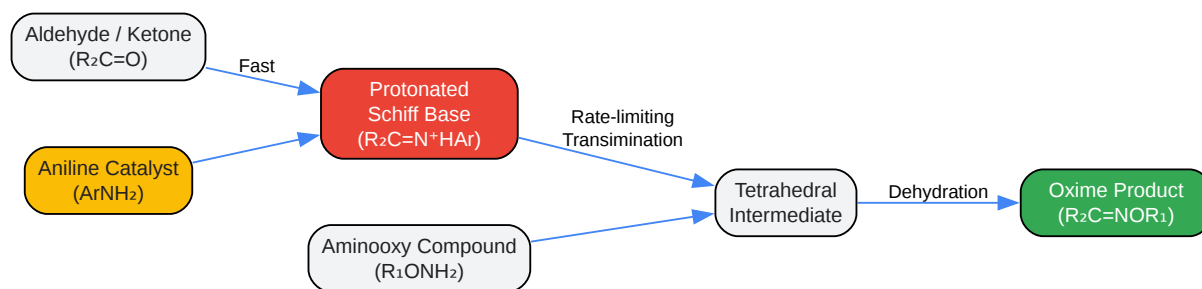 Aldehyde / Ketone
(R₂C=O)
Fast
Aniline Catalyst
(ArNH₂)
Protonated
Schiff Base
(R₂C=N⁺HAr)
Rate-limiting
Transimination
Aminooxy Compound
(R₁ONH₂)
Tetrahedral
Intermediate
Dehydration
Oxime Product
(R₂C=NOR₁)